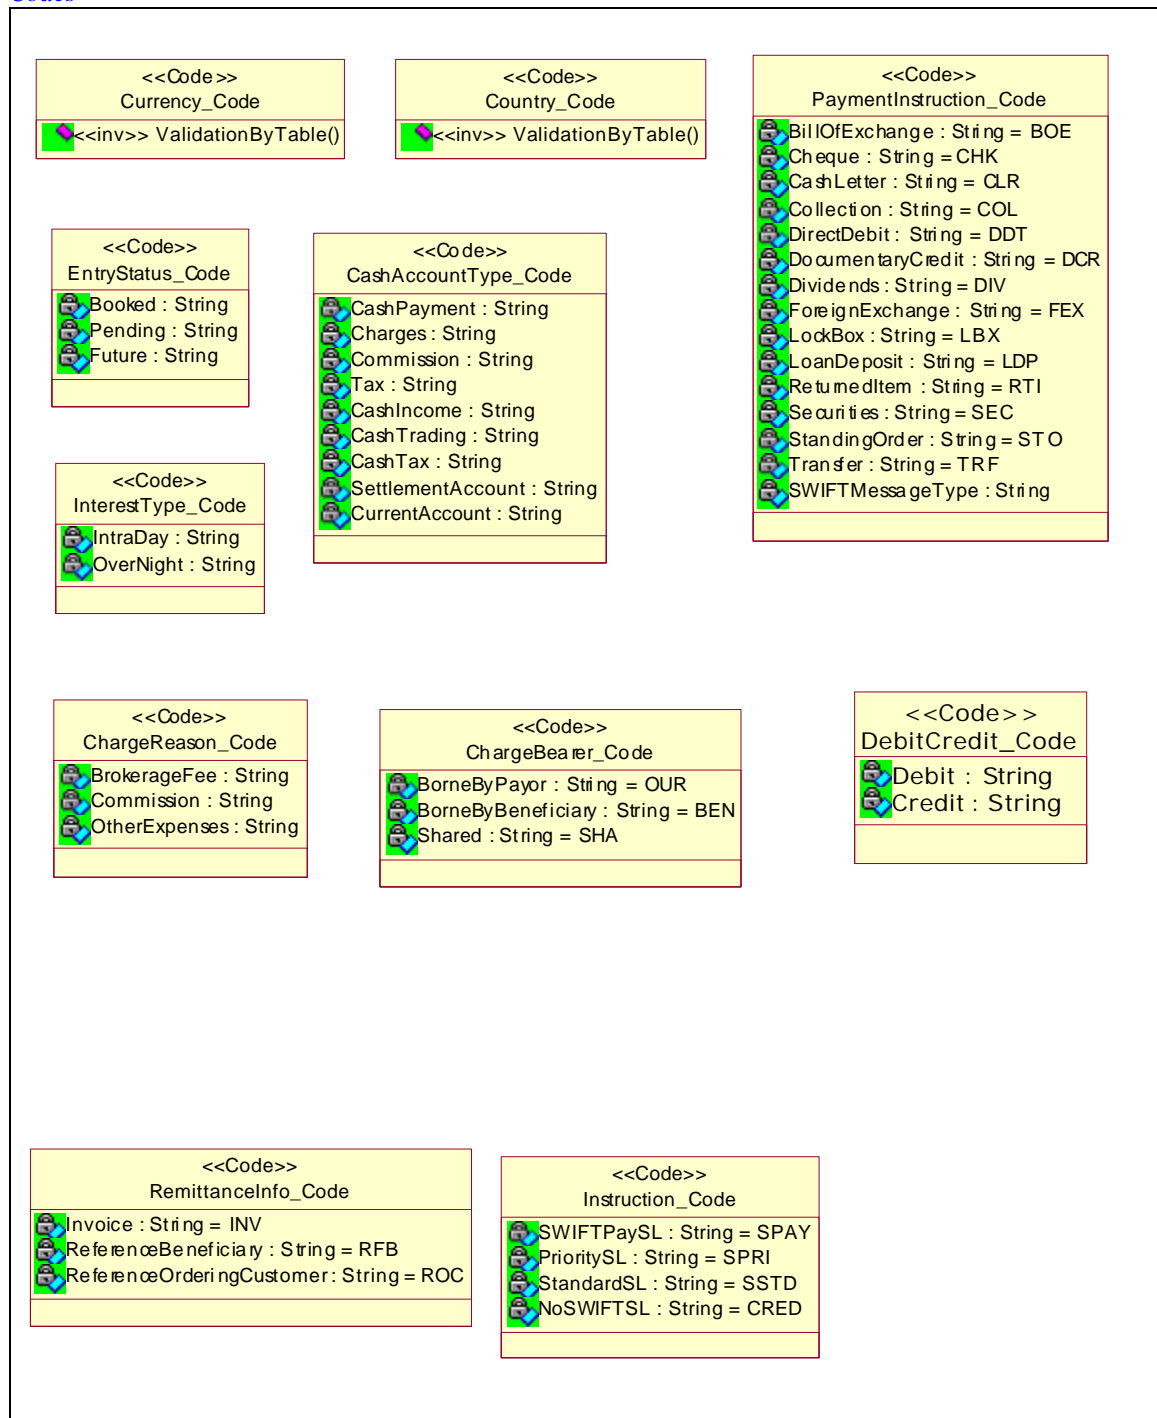 Codes
<<Code>>
Currency_Code
<<inv>> ValidationByTable()
<<Code>>
Country_Code
<<inv>> ValidationByTable()
<<Code>>
PaymentInstruction_Code
BillOfExchange : String = BOE
Cheque : String = CHK
CashLetter : String = CLR
Collection : String = COL
DirectDebit : String = DDT
DocumentaryCredit : String = DCR
Dividends : String = DIV
ForeignExchange : String = FEX
LockBox : String = LBX
LoanDeposit : String = LDP
ReturnedItem : String = RTI
Securities : String = SEC
StandingOrder : String = STO
Transfer : String = TRF
SWIFTMessageType : String
<<Code>>
EntryStatus_Code
Booked : String
Pending : String
Future : String
<<Code>>
CashAccountType_Code
CashPayment : String
Charges : String
Commission : String
Tax : String
CashIncome : String
CashTrading : String
CashTax : String
SettlementAccount : String
CurrentAccount : String
<<Code>>
InterestType_Code
IntraDay : String
OverNight : String
<<Code>>
ChargeReason_Code
BrokerageFee : String
Commission : String
OtherExpenses : String
<<Code>>
ChargeBearer_Code
BorneByPayor : String = OUR
BorneByBeneficiary : String = BEN
Shared : String = SHA
<<Code>>
DebitCredit_Code
Debit : String
Credit : String
<<Code>>
RemittanceInfo_Code
Invoice : String = INV
ReferenceBeneficiary : String = RFB
ReferenceOrderingCustomer : String = ROC
<<Code>>
Instruction_Code
SWIFTPaySL : String = SPAY
PrioritySL : String = SPRI
StandardSL : String = SSTD
NoSWIFTSL : String = CRED